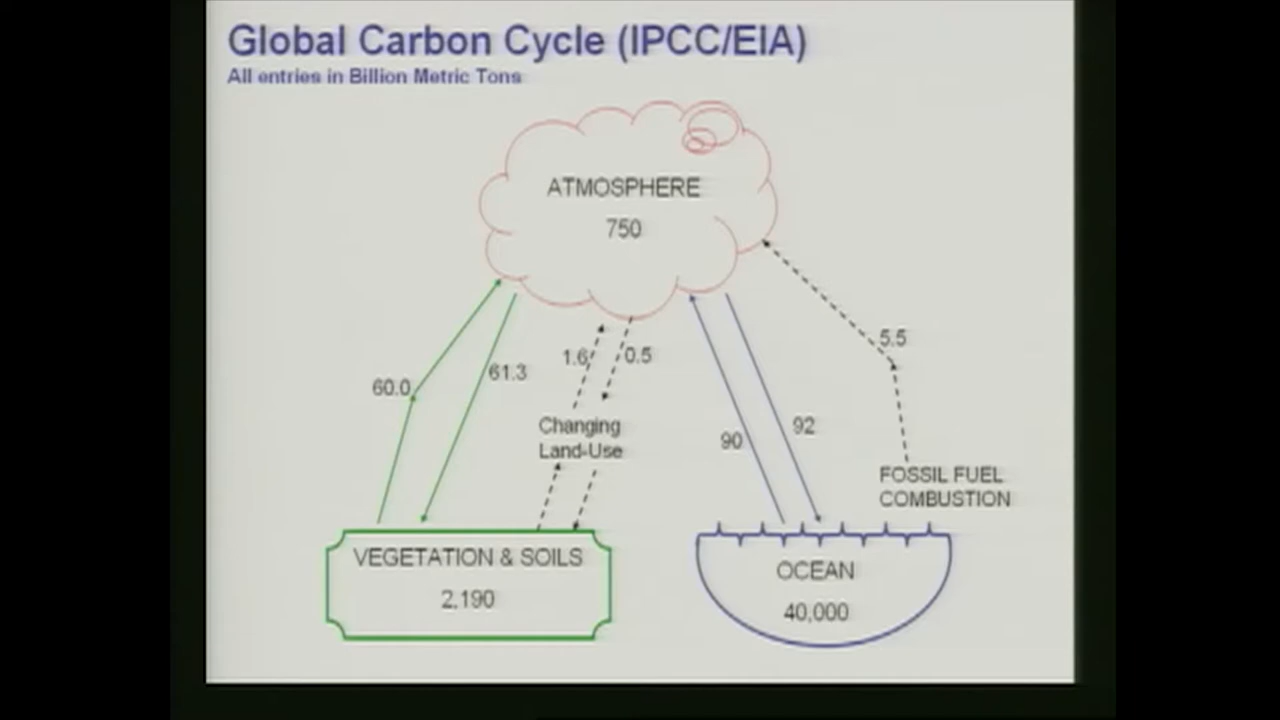 Global Carbon Cycle (IPCC/EIA)
All entries in Billion Metric Tons
ATMOSPHERE
750
60.0
61.3
1.6
0.5
Changing
Land-Use
90
92
5.5
FOSSIL FUEL
COMBUSTION
VEGETATION & SOILS
2,190
OCEAN
40,000